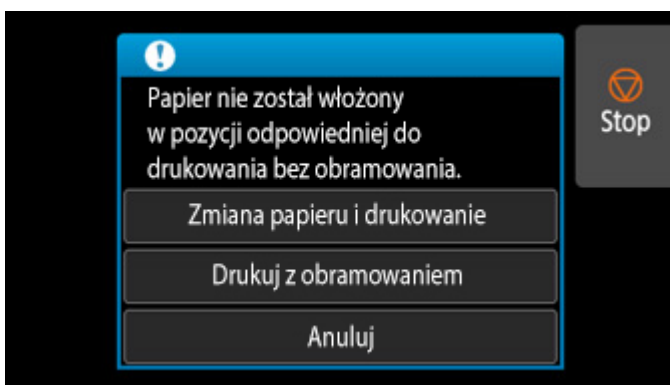 Papier nie został włożony
w pozycji odpowiedniej do
drukowania bez obramowania.
Zmiana papieru i drukowanie
Drukuj z obramowaniem
Anuluj
Stop